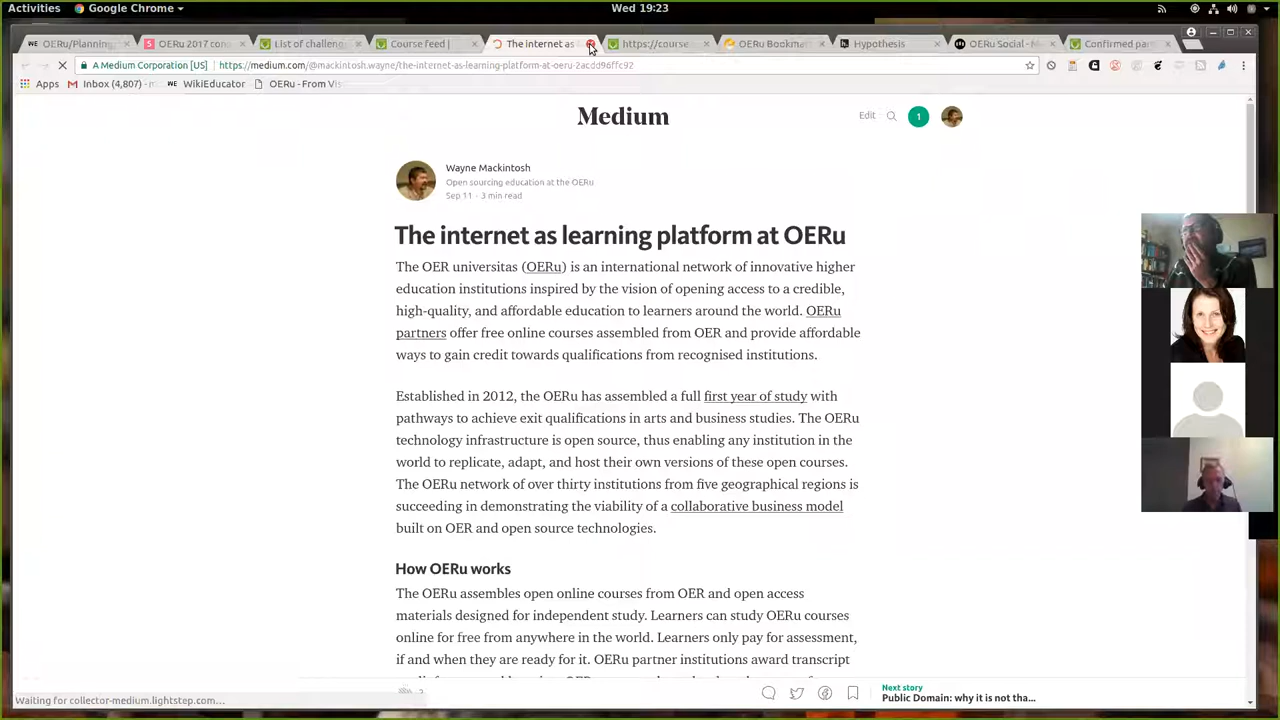 Activities Google Chrome Wed 19:23
OERu/Planning OERu 2017 con List of challen Course feed | The internet as https://course OERu Bookma Hypothesis OERu Social - M Confirmed par
A Medium Corporation [US] https://medium.com/@mackintosh.wayne/the-internet-as-learning-platform-at-oeru-2acdd96ffc92
Apps Inbox (4,807) - WE WikiEducator OERu - From Vis
Medium
Edit
1
Wayne Mackintosh
Open sourcing education at the OERu
Sep 11 · 3 min read
The internet as learning platform at OERu
The OER universitas (OERu) is an international network of innovative higher
education institutions inspired by the vision of opening access to a credible,
high-quality, and affordable education to learners around the world. OERu
partners offer free online courses assembled from OER and provide affordable
ways to gain credit towards qualifications from recognised institutions.
Established in 2012, the OERu has assembled a full first year of study with
pathways to achieve exit qualifications in arts and business studies. The OERu
technology infrastructure is open source, thus enabling any institution in the
world to replicate, adapt, and host their own versions of these open courses.
The OERu network of over thirty institutions from five geographical regions is
succeeding in demonstrating the viability of a collaborative business model
built on OER and open source technologies.
How OERu works
The OERu assembles open online courses from OER and open access
materials designed for independent study. Learners can study OERu courses
online for free from anywhere in the world. Learners only pay for assessment,
if and when they are ready for it. OERu partner institutions award transcript
Next story
Public Domain: why it is not tha...
Waiting for collector-medium.lightstep.com...